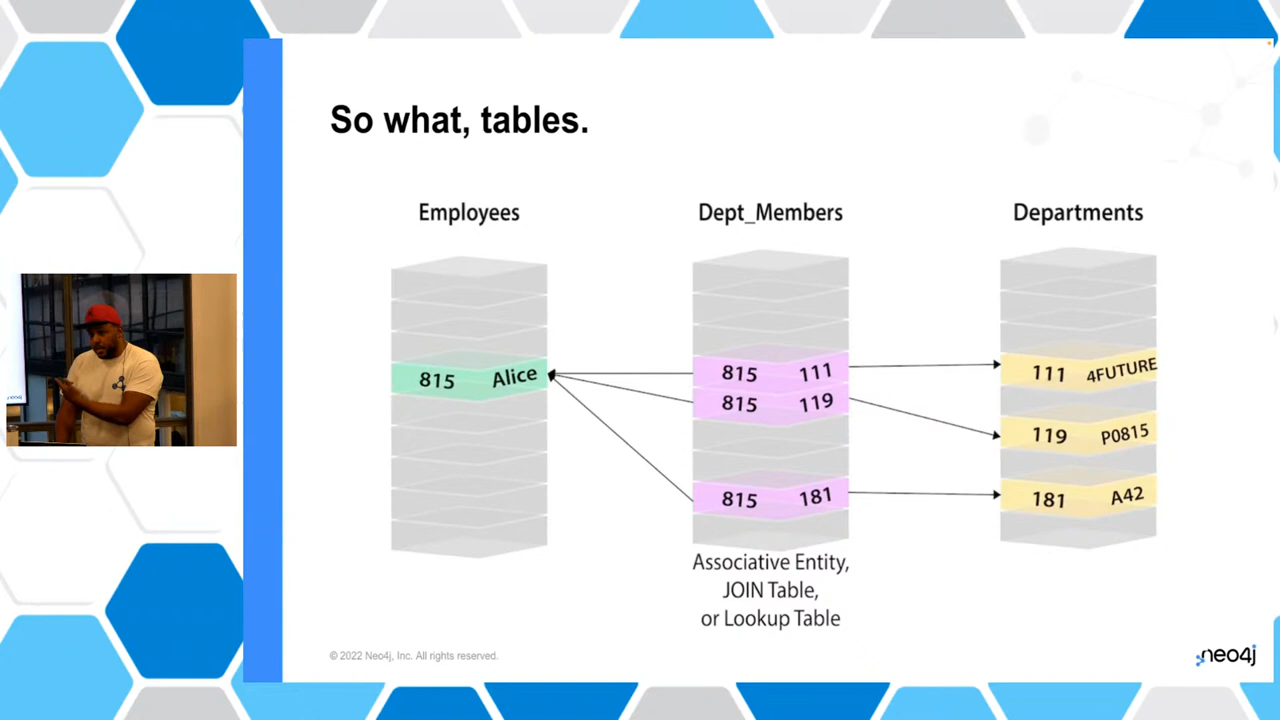 So what, tables.
Employees
Dept_Members
Departments
815 Alice
815 111
815 119
815 181
111 4FUTURE
119 P0815
181 A42
Associative Entity,
JOIN Table,
or Lookup Table
© 2022 Neo4j, Inc. All rights reserved.
neo4j